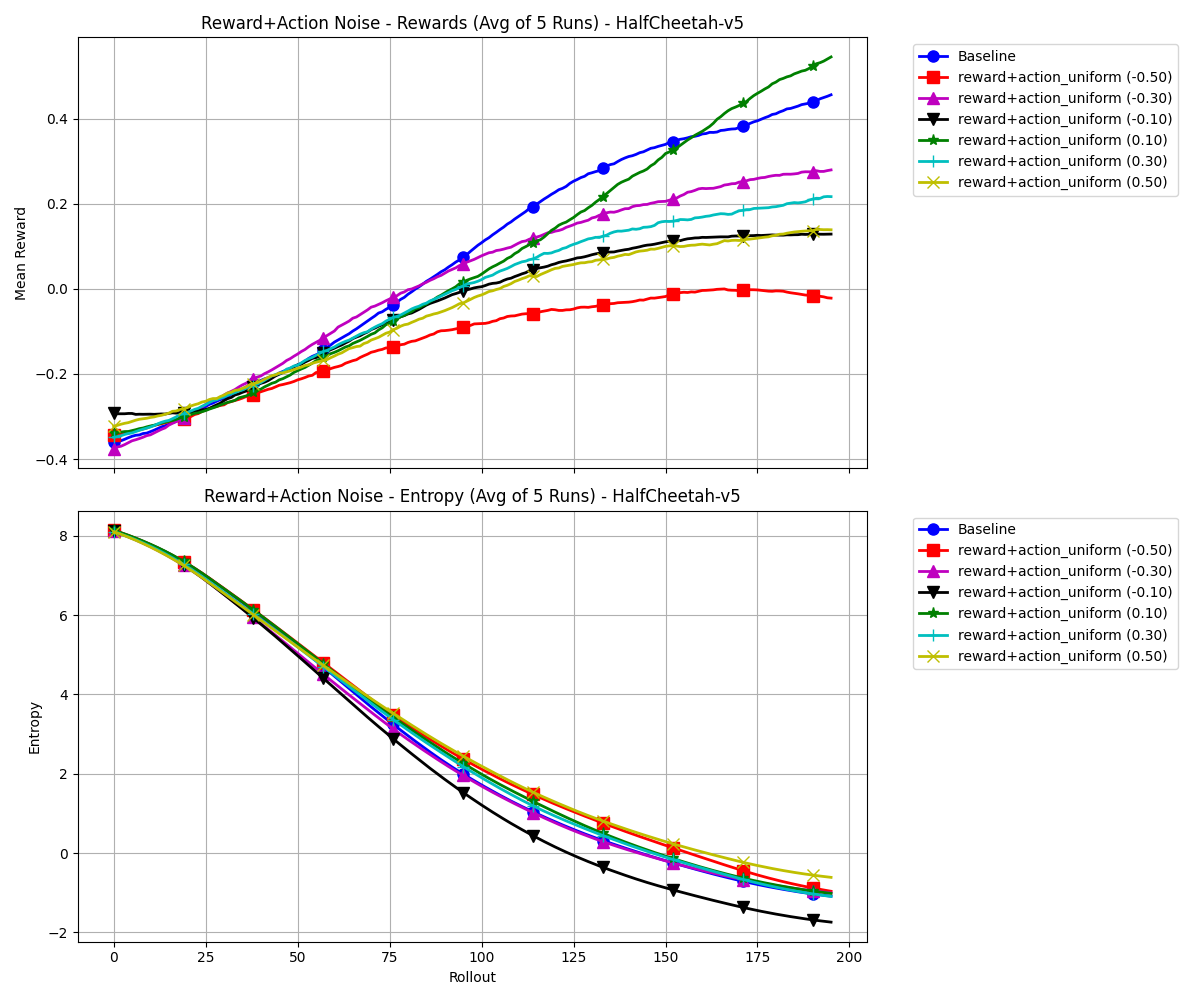 Reward+Action Noise - Rewards (Avg of 5 Runs) - HalfCheetah-v5
Mean Reward
0.4
0.2
0.0
−0.2
−0.4
Baseline
reward+action_uniform (-0.50)
reward+action_uniform (-0.30)
reward+action_uniform (-0.10)
reward+action_uniform (0.10)
reward+action_uniform (0.30)
reward+action_uniform (0.50)
Reward+Action Noise - Entropy (Avg of 5 Runs) - HalfCheetah-v5
Entropy
8
6
4
2
0
−2
0 25 50 75 100 125 150 175 200
Rollout
Baseline
reward+action_uniform (-0.50)
reward+action_uniform (-0.30)
reward+action_uniform (-0.10)
reward+action_uniform (0.10)
reward+action_uniform (0.30)
reward+action_uniform (0.50)